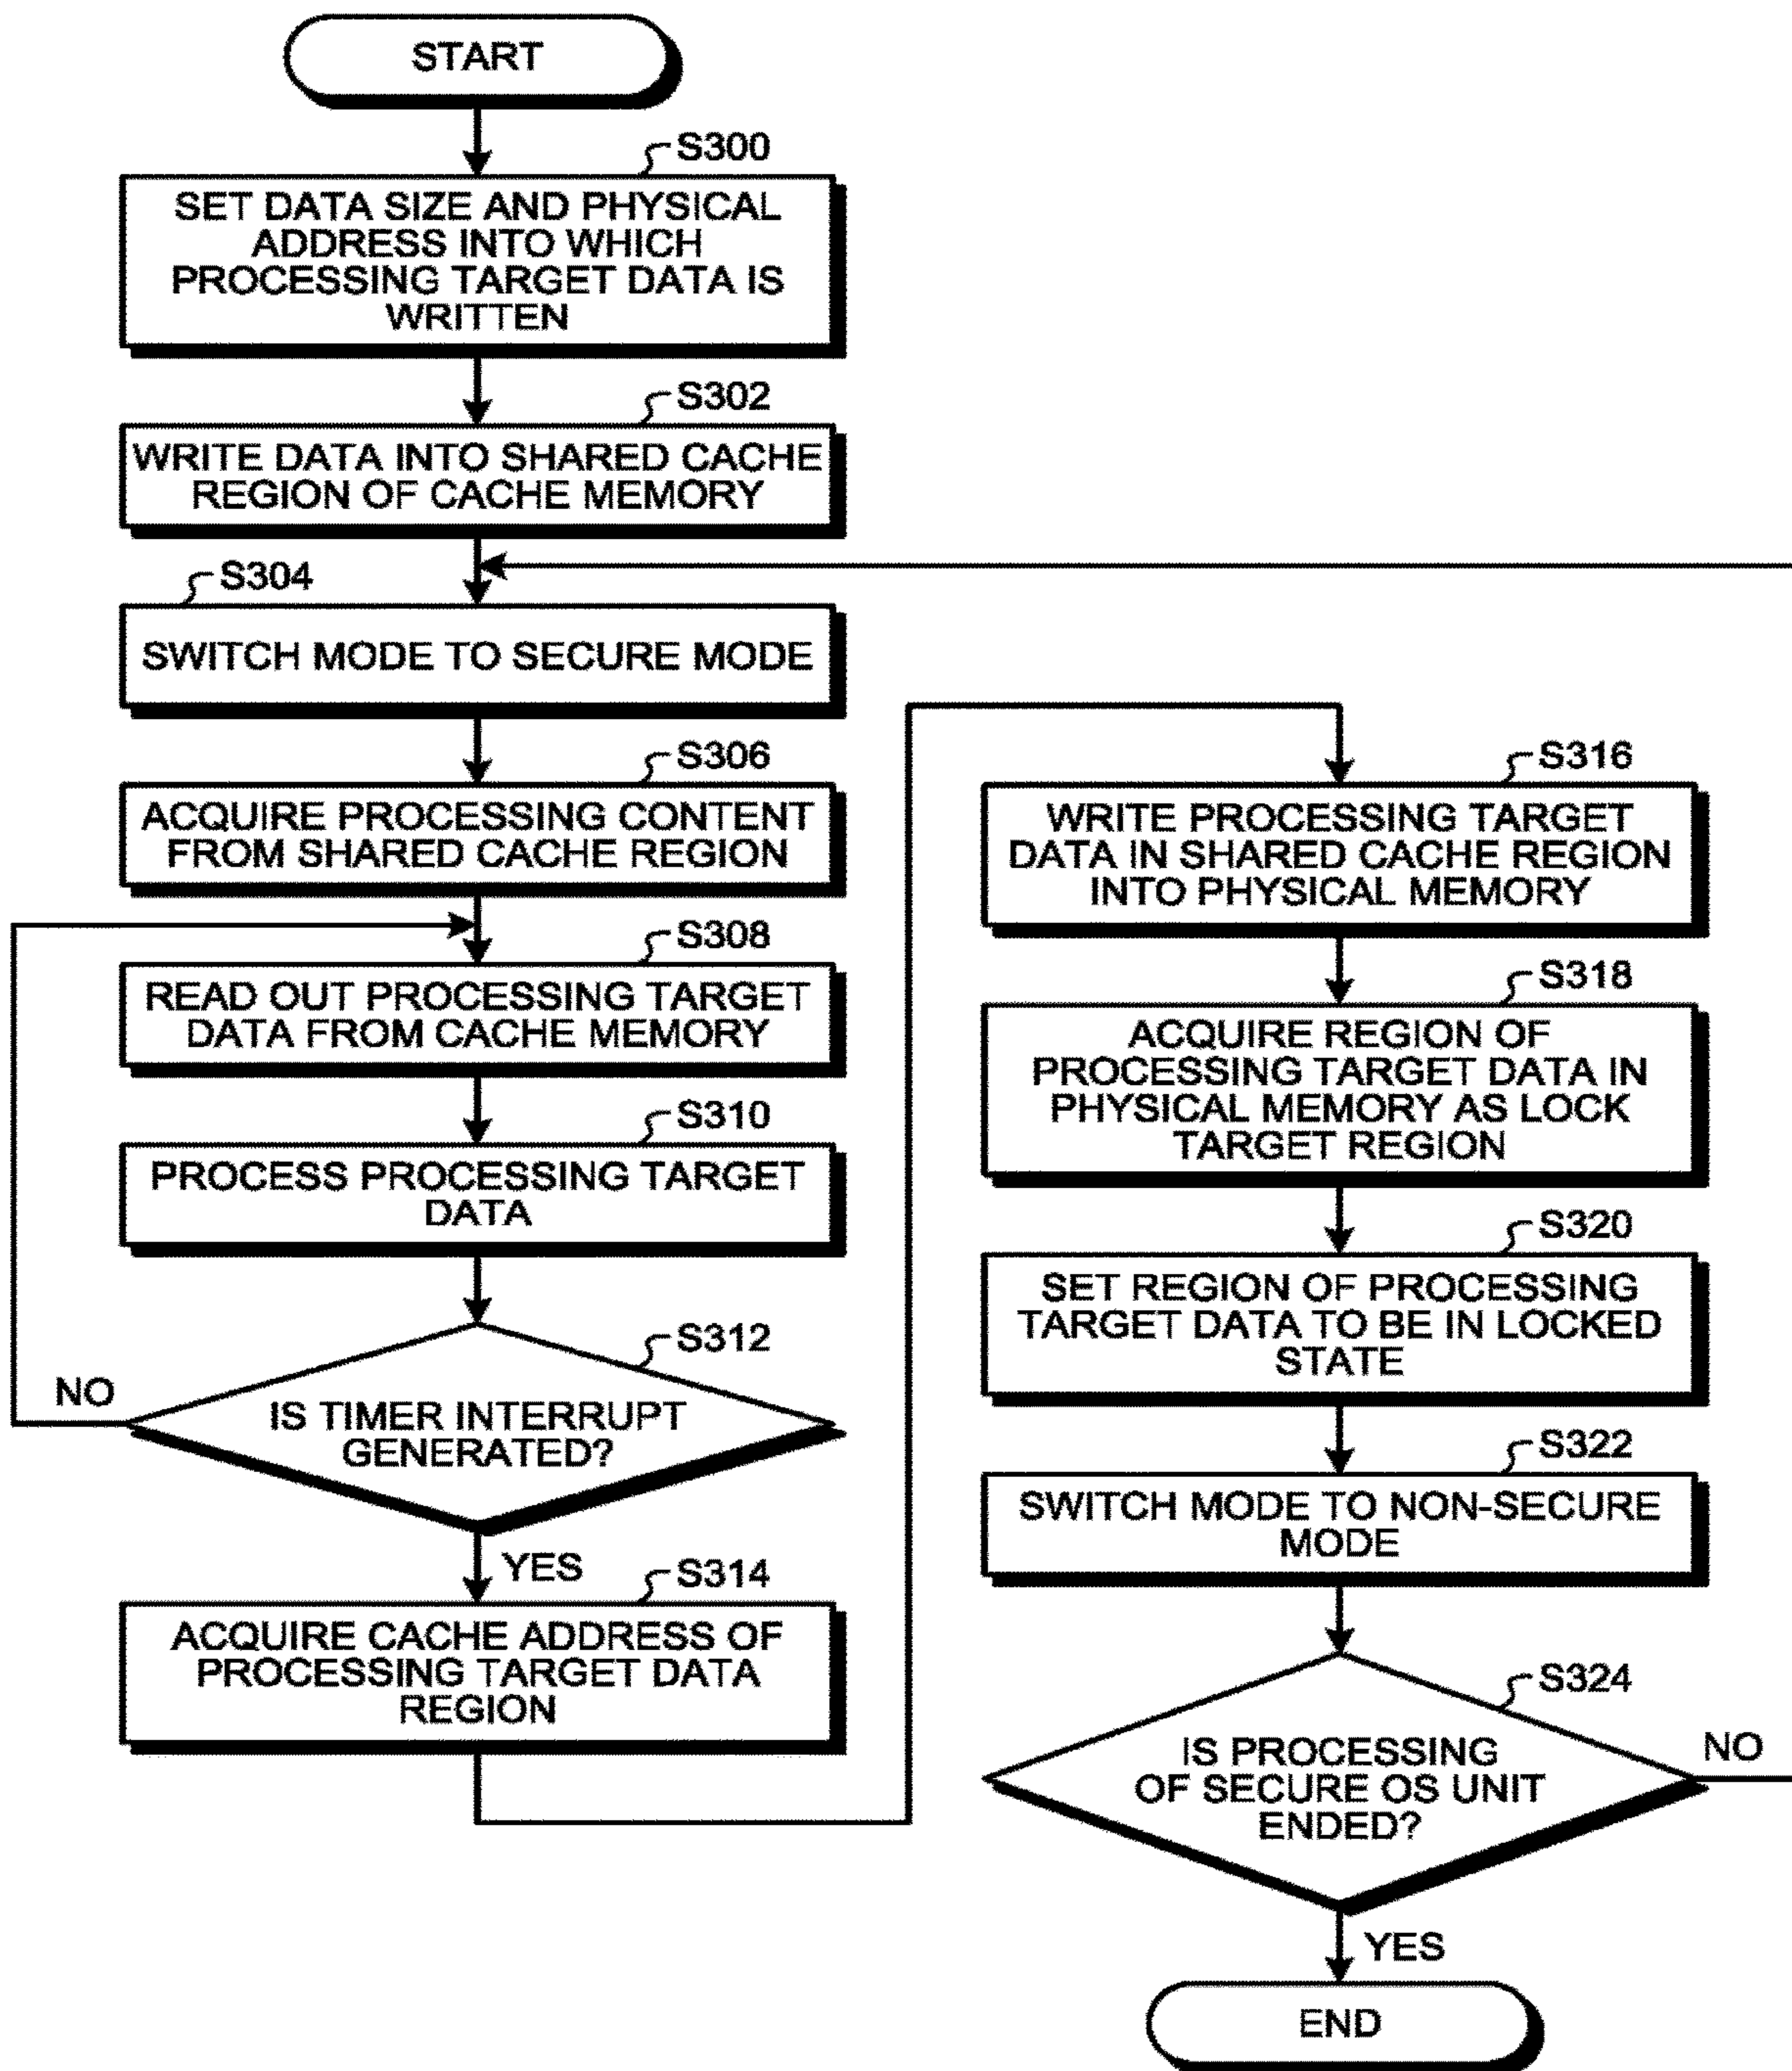 START
S300
SET DATA SIZE AND PHYSICAL
ADDRESS INTO WHICH
PROCESSING TARGET DATA IS
WRITTEN
S302
WRITE DATA INTO SHARED CACHE
REGION OF CACHE MEMORY
S304
SWITCH MODE TO SECURE MODE
S306
ACQUIRE PROCESSING CONTENT
FROM SHARED CACHE REGION
S308
READ OUT PROCESSING TARGET
DATA FROM CACHE MEMORY
S310
PROCESS PROCESSING TARGET
DATA
S312
NO
IS TIMER INTERRUPT
GENERATED?
YES
S314
ACQUIRE CACHE ADDRESS OF
PROCESSING TARGET DATA
REGION
S316
WRITE PROCESSING TARGET
DATA IN SHARED CACHE REGION
INTO PHYSICAL MEMORY
S318
ACQUIRE REGION OF
PROCESSING TARGET DATA IN
PHYSICAL MEMORY AS LOCK
TARGET REGION
S320
SET REGION OF PROCESSING
TARGET DATA TO BE IN LOCKED
STATE
S322
SWITCH MODE TO NON-SECURE
MODE
S324
IS PROCESSING
OF SECURE OS UNIT
ENDED?
NO
YES
END